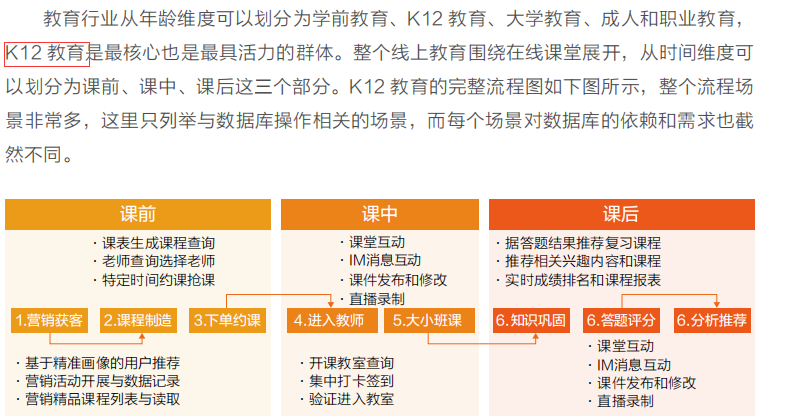 教育行业从年龄维度可以划分为学前教育、K12 教育、大学教育、成人和职业教育，
K12 教育是最核心也是最具活力的群体。整个线上教育围绕在线课堂展开，从时间维度可
以划分为课前、课中、课后这三个部分。K12 教育的完整流程图如下图所示，整个流程场
景非常多，这里只列举与数据库操作相关的场景，而每个场景对数据库的依赖和需求也截
然不同。
课前
· 课表生成课程查询
· 老师查询选择老师
· 特定时间约课抢课
1.营销获客
2.课程制造
3.下单约课
· 基于精准画像的用户推荐
· 营销活动开展与数据记录
· 营销精品课程列表与读取
课中
· 课堂互动
· IM消息互动
· 课件发布和修改
· 直播录制
4.进入教师
5.大小班课
· 开课教室查询
· 集中打卡签到
· 验证进入教室
课后
· 据答题结果推荐复习课程
· 推荐相关兴趣内容和课程
· 实时成绩排名和课程报表
6.知识巩固
6.答题评分
6.分析推荐
· 课堂互动
· IM消息互动
· 课件发布和修改
· 直播录制